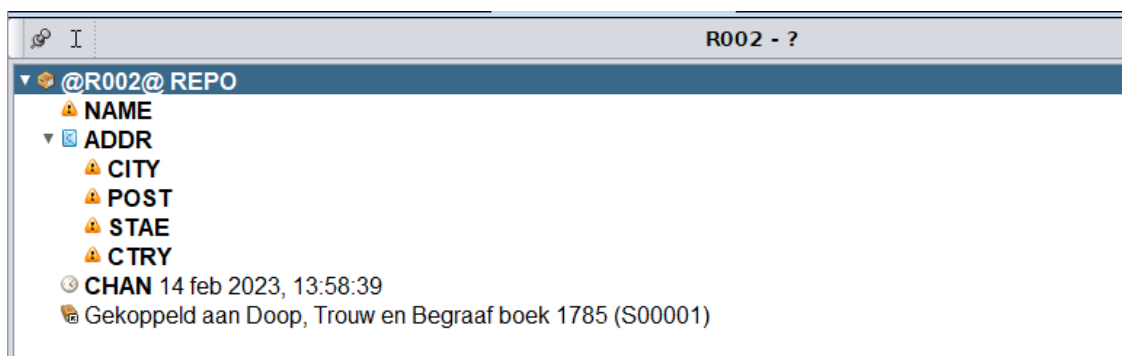 R002 - ?
@R002@ REPO
NAME
ADDR
CITY
POST
STAE
CTRY
CHAN 14 feb 2023, 13:58:39
Gekoppeld aan Doop, Trouw en Begraaf boek 1785 (S00001)